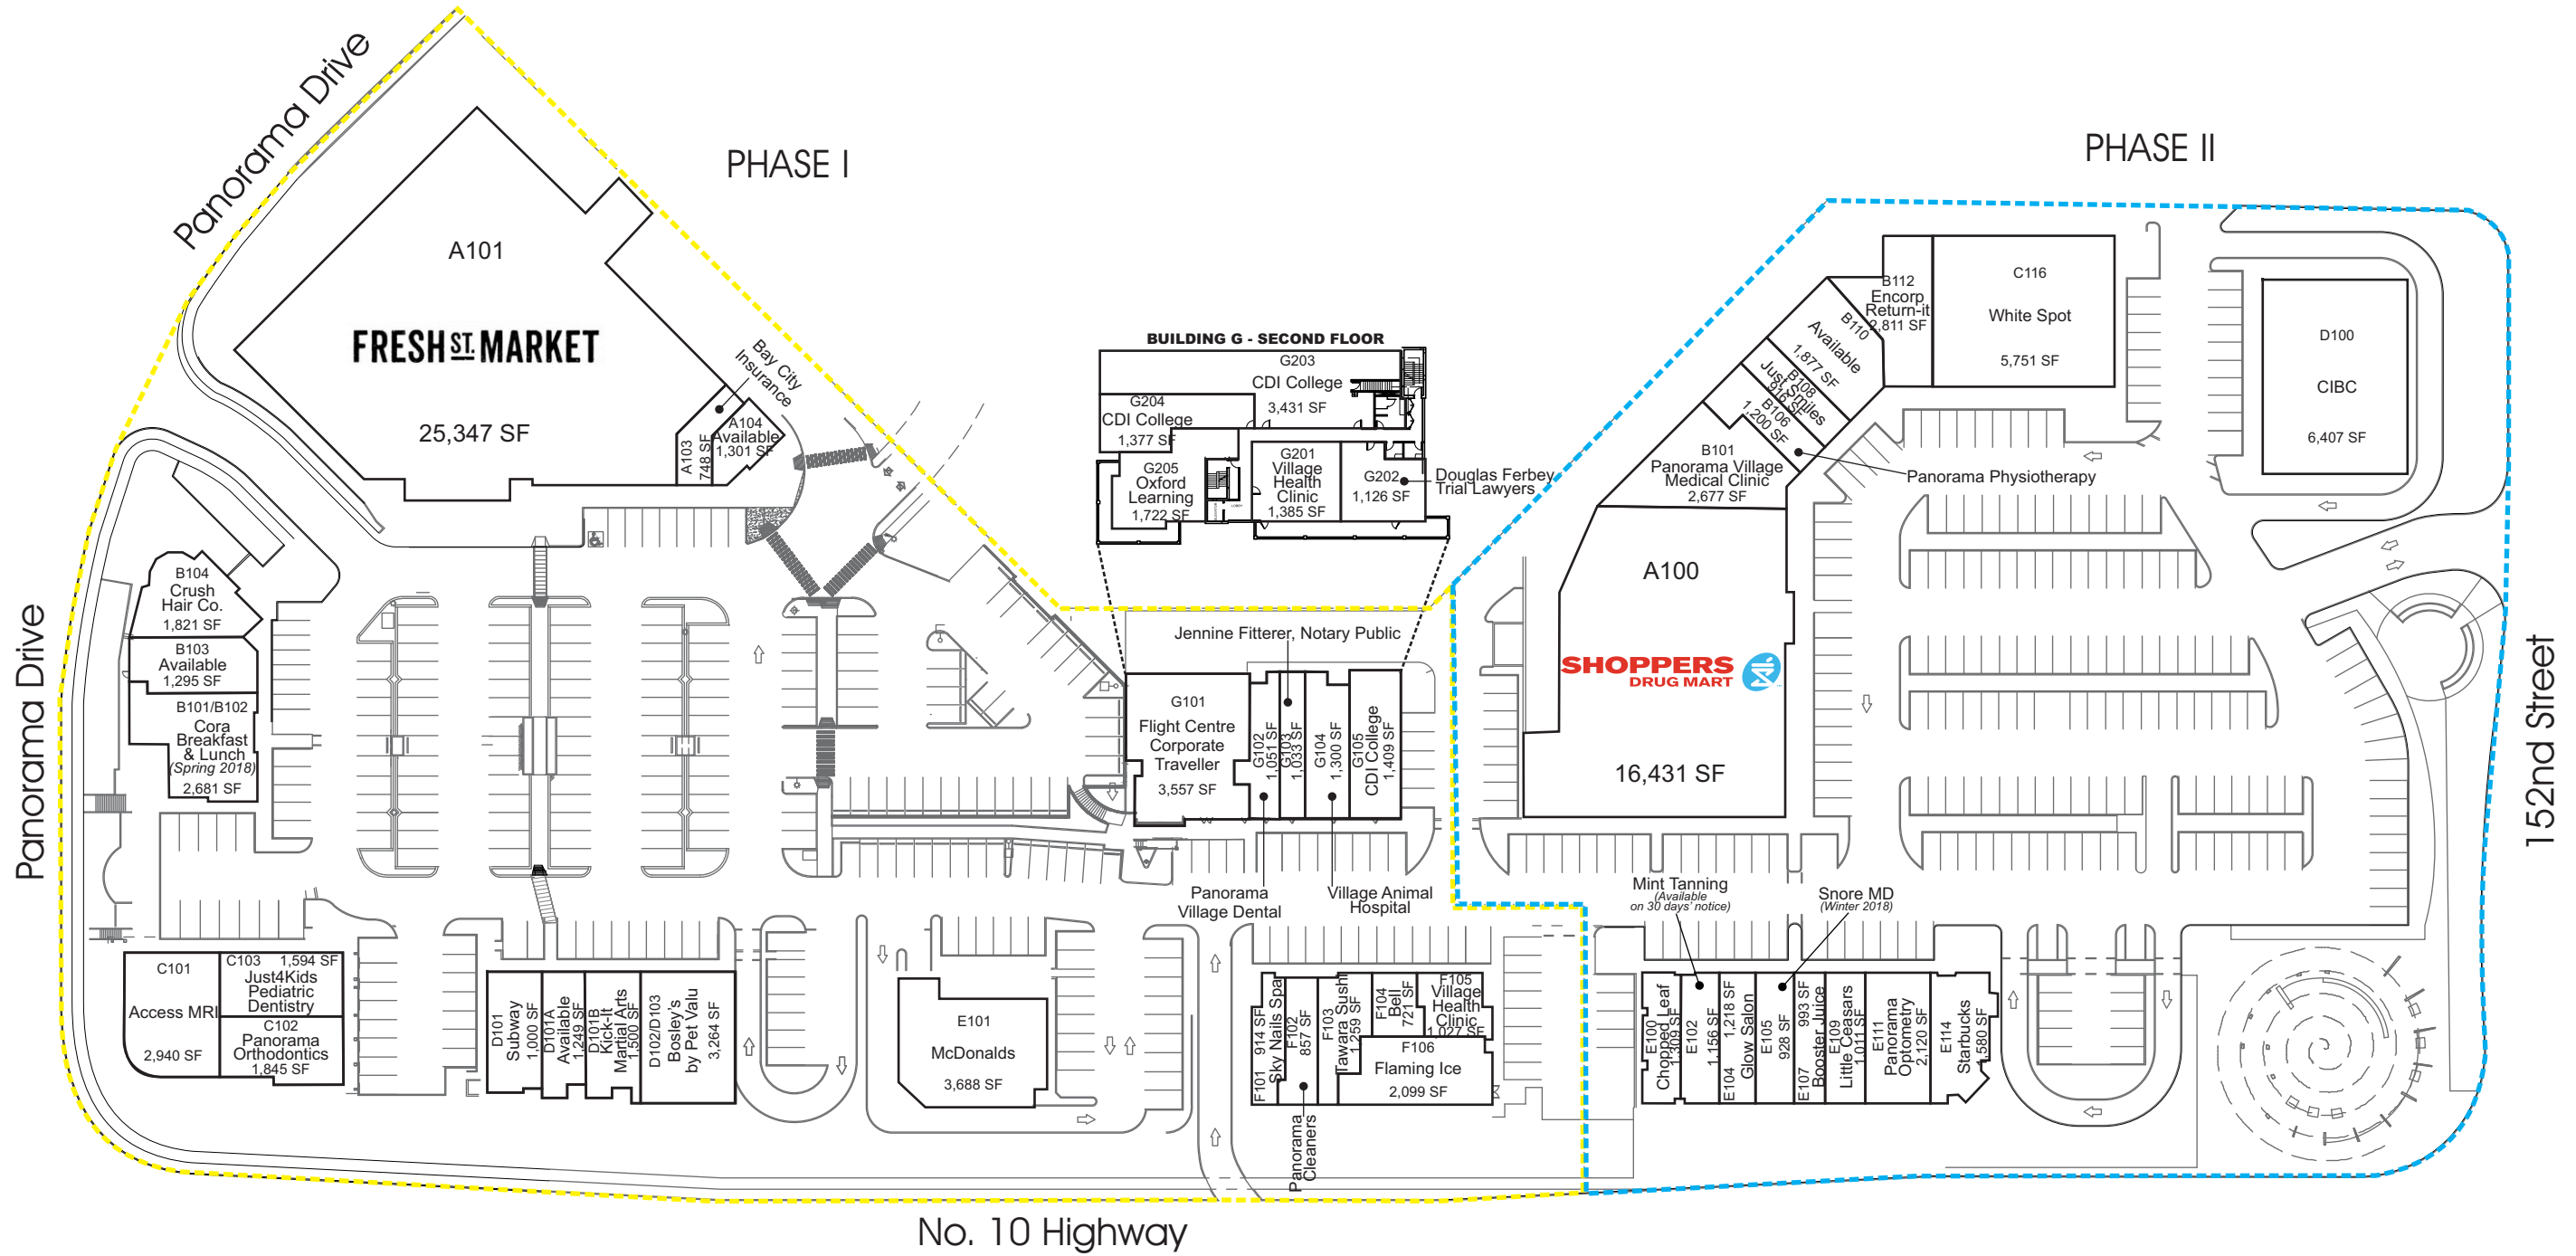 Panorama Drive
PHASE I
PHASE II
A101
FRESH ST. MARKET
25,347 SF
Bay City
Insurance
A103
748 SF
A104
Available
1,301 SF
BUILDING G - SECOND FLOOR
G203
CDI College
3,431 SF
G204
CDI College
1,377 SF
G205
Oxford
Learning
1,722 SF
G201
Village
Health
Clinic
1,385 SF
G202
1,126 SF
Douglas Ferbey
Trial Lawyers
B112
Encorp
Return-it
2,811 SF
C116
White Spot
5,751 SF
D100
CIBC
6,407 SF
B110
Available
1,877 SF
B108
Just Smiles
916 SF
B106
1,200 SF
Panorama Physiotherapy
B101
Panorama Village
Medical Clinic
2,677 SF
A100
SHOPPERS
DRUG MART
16,431 SF
Panorama Drive
B104
Crush
Hair Co.
1,821 SF
B103
Available
1,295 SF
B101/B102
Cora
Breakfast
& Lunch
(Spring 2018)
2,681 SF
Jennine Fitterer, Notary Public
G101
Flight Centre
Corporate
Traveller
3,557 SF
G102
1,051 SF
G103
1,033 SF
G104
1,300 SF
G105
CDI College
1,409 SF
Panorama
Village Dental
Village Animal
Hospital
152nd Street
Mint Tanning
(Available
on 30 days' notice)
Snore MD
(Winter 2018)
C101
Access MRI
2,940 SF
C103 1,594 SF
Just4Kids
Pediatric
Dentistry
C102
Panorama
Orthodontics
1,845 SF
D101
Subway
1,000 SF
D101A
Available
1,249 SF
D101B
Kick-It
Martial Arts
1,500 SF
D102/D103
Bosley's
by Pet Valu
3,264 SF
E101
McDonalds
3,688 SF
F101 914 SF
Sky Nails Spa
F102
857 SF
Panorama
Cleaners
F103
Tawara Sushi
1,259 SF
F104
Bell
721 SF
F105
Village
Health
Clinic
1,027 SF
F106
Flaming Ice
2,099 SF
E100
Chopped Leaf
1,309 SF
E102
1,156 SF
E104 1,218 SF
Glow Salon
E105
928 SF
E107 993 SF
Booster Juice
E109
Little Ceasars
1,011 SF
E111
Panorama
Optometry
2,120 SF
E114
Starbucks
1,580 SF
No. 10 Highway